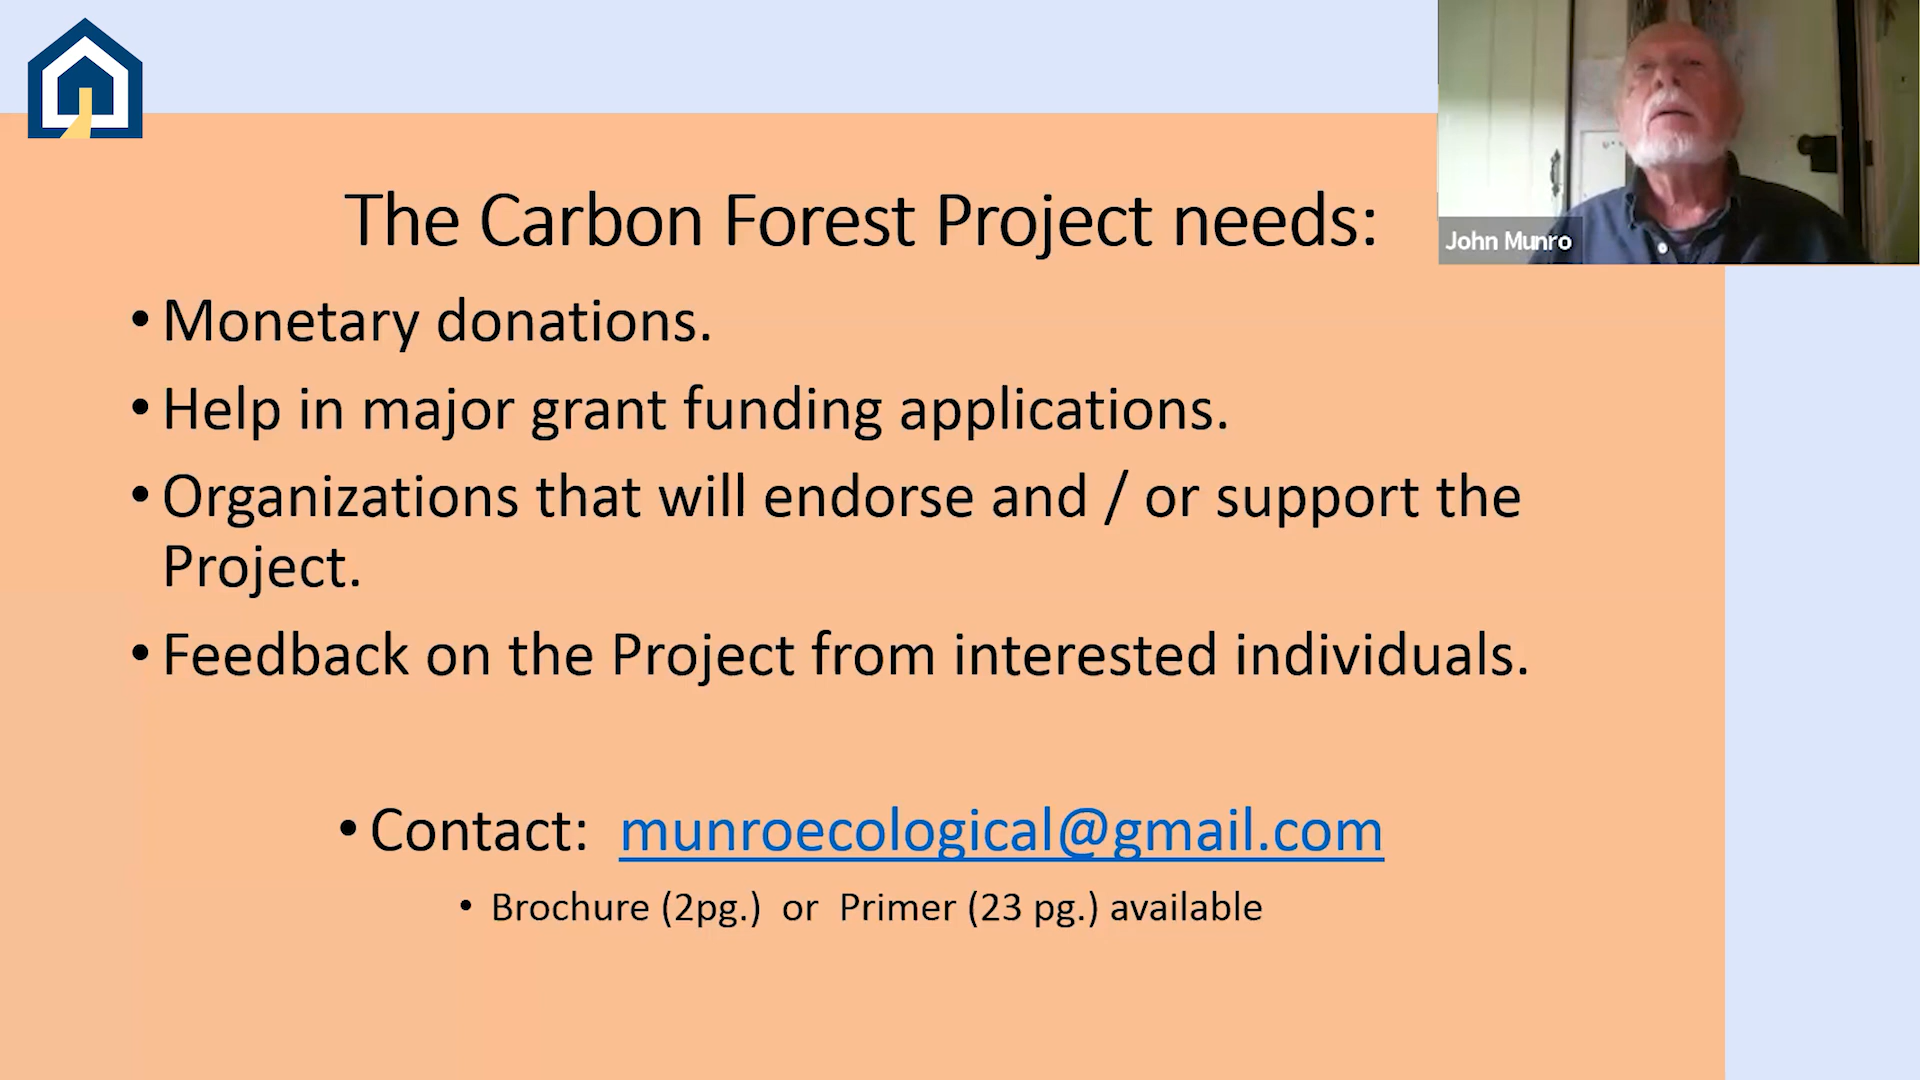 The Carbon Forest Project needs:
John Munro
• Monetary donations.
• Help in major grant funding applications.
• Organizations that will endorse and / or support the
Project.
• Feedback on the Project from interested individuals.
• Contact: munroecological@gmail.com
• Brochure (2pg.) or Primer (23 pg.) available